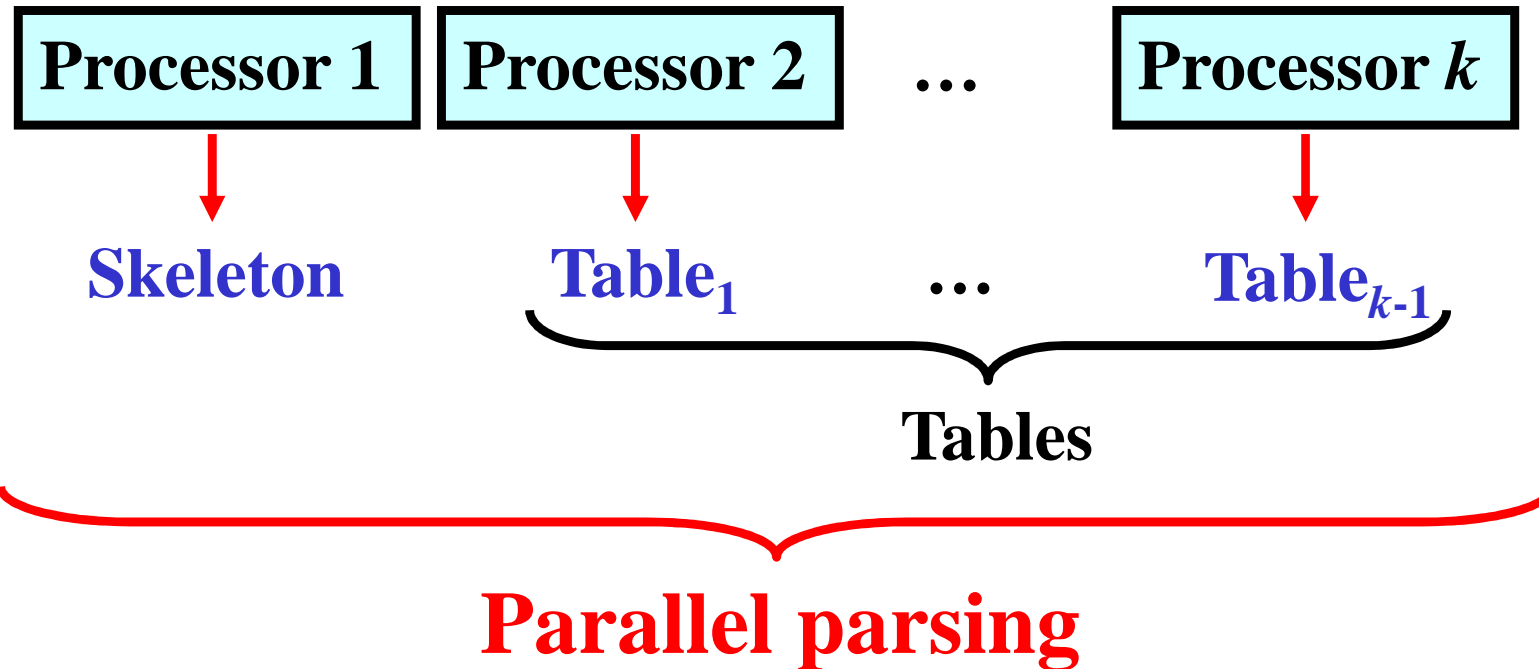 Processor 1 Processor 2 … Processor k
Skeleton Table1 … Tablek-1
Tables
Parallel parsing